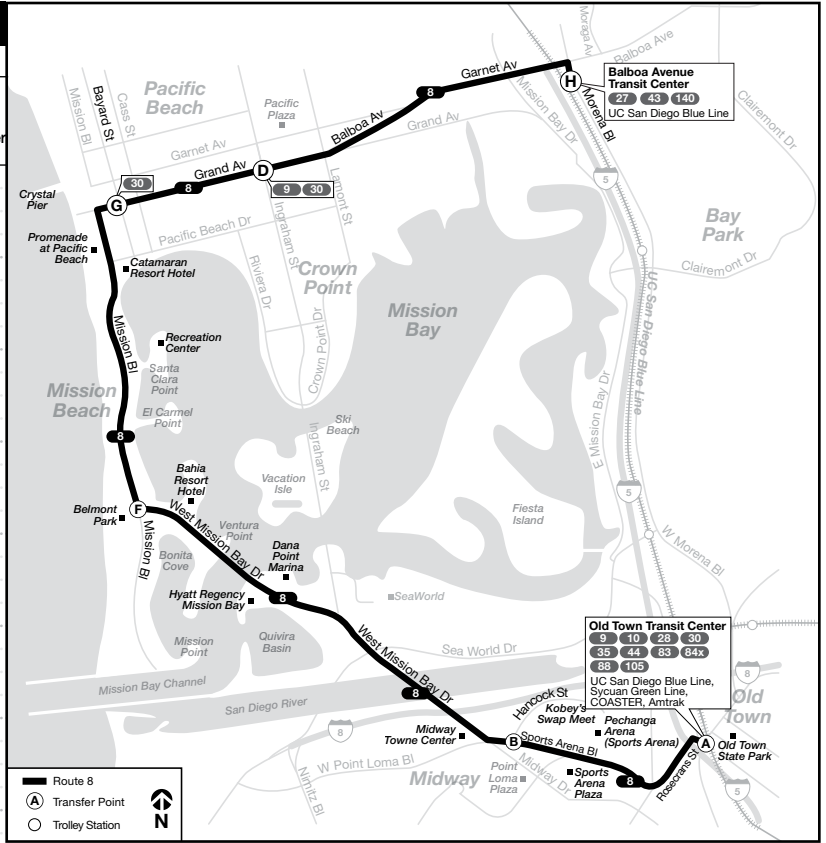 Moraga Av
Balboa Ave
Garnet Av
H
Balboa Avenue
Transit Center
27 43 140
UC San Diego Blue Line
Morena Bl
Mission Bay Dr
Clairemont Dr
Pacific
Beach
Mission Bl
Bayard St
Cass St
Pacific
Plaza
8
Balboa Av
Grand Av
Garnet Av
Grand Av
D
9 30
8
30
G
Crystal
Pier
Lamont St
5
Bay
Park
Promenade
at Pacific
Beach
Pacific Beach Dr
Ingraham St
Catamaran
Resort Hotel
Riviera Dr
Crown
Point
Clairemont Dr
Mission
Bay
UC San Diego Blue Line
Mission Bl
Recreation
Center
Crown Point Dr
Santa
Clara
Point
Mission
Beach
El Carmel
Point
E Mission Bay Dr
8
Ski
Beach
Ingraham St
Bahia
Resort
Hotel
Vacation
Isle
5
Belmont
Park
F
West Mission Bay Dr
Fiesta
Island
Mission Bl
Ventura
Point
W Morena Bl
Bonita
Cove
Dana
Point
Marina
Hyatt Regency
Mission Bay
8
SeaWorld
Old Town Transit Center
9 10 28 30
35 44 83 84x
88 105
UC San Diego Blue Line,
Sycuan Green Line,
COASTER, Amtrak
Mission
Point
Quivira
Basin
West Mission Bay Dr
Sea World Dr
8
Mission Bay Channel
San Diego River
8
Hancock St
Old
Town
Kobey's
Swap Meet
Pechanga
Arena
(Sports Arena)
8
Midway
Towne Center
B
Sports Arena Bl
A
Old Town
State Park
W Point Loma Bl
Midway
Point
Loma
Plaza
Midway Dr
Sports
Arena
Plaza
8
Rosecrans St
5
Nimitz Bl
Route 8
A Transfer Point
Trolley Station
N